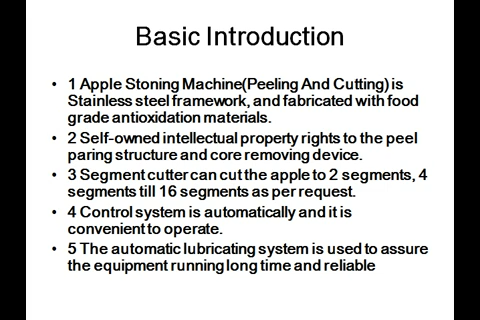 Basic Introduction
• 1 Apple Stoning Machine(Peeling And Cutting) is
Stainless steel framework, and fabricated with food
grade antioxidation materials.
• 2 Self-owned intellectual property rights to the peel
paring structure and core removing device.
• 3 Segment cutter can cut the apple to 2 segments, 4
segments till 16 segments as per request.
• 4 Control system is automatically and it is
convenient to operate.
• 5 The automatic lubricating system is used to assure
the equipment running long time and reliable